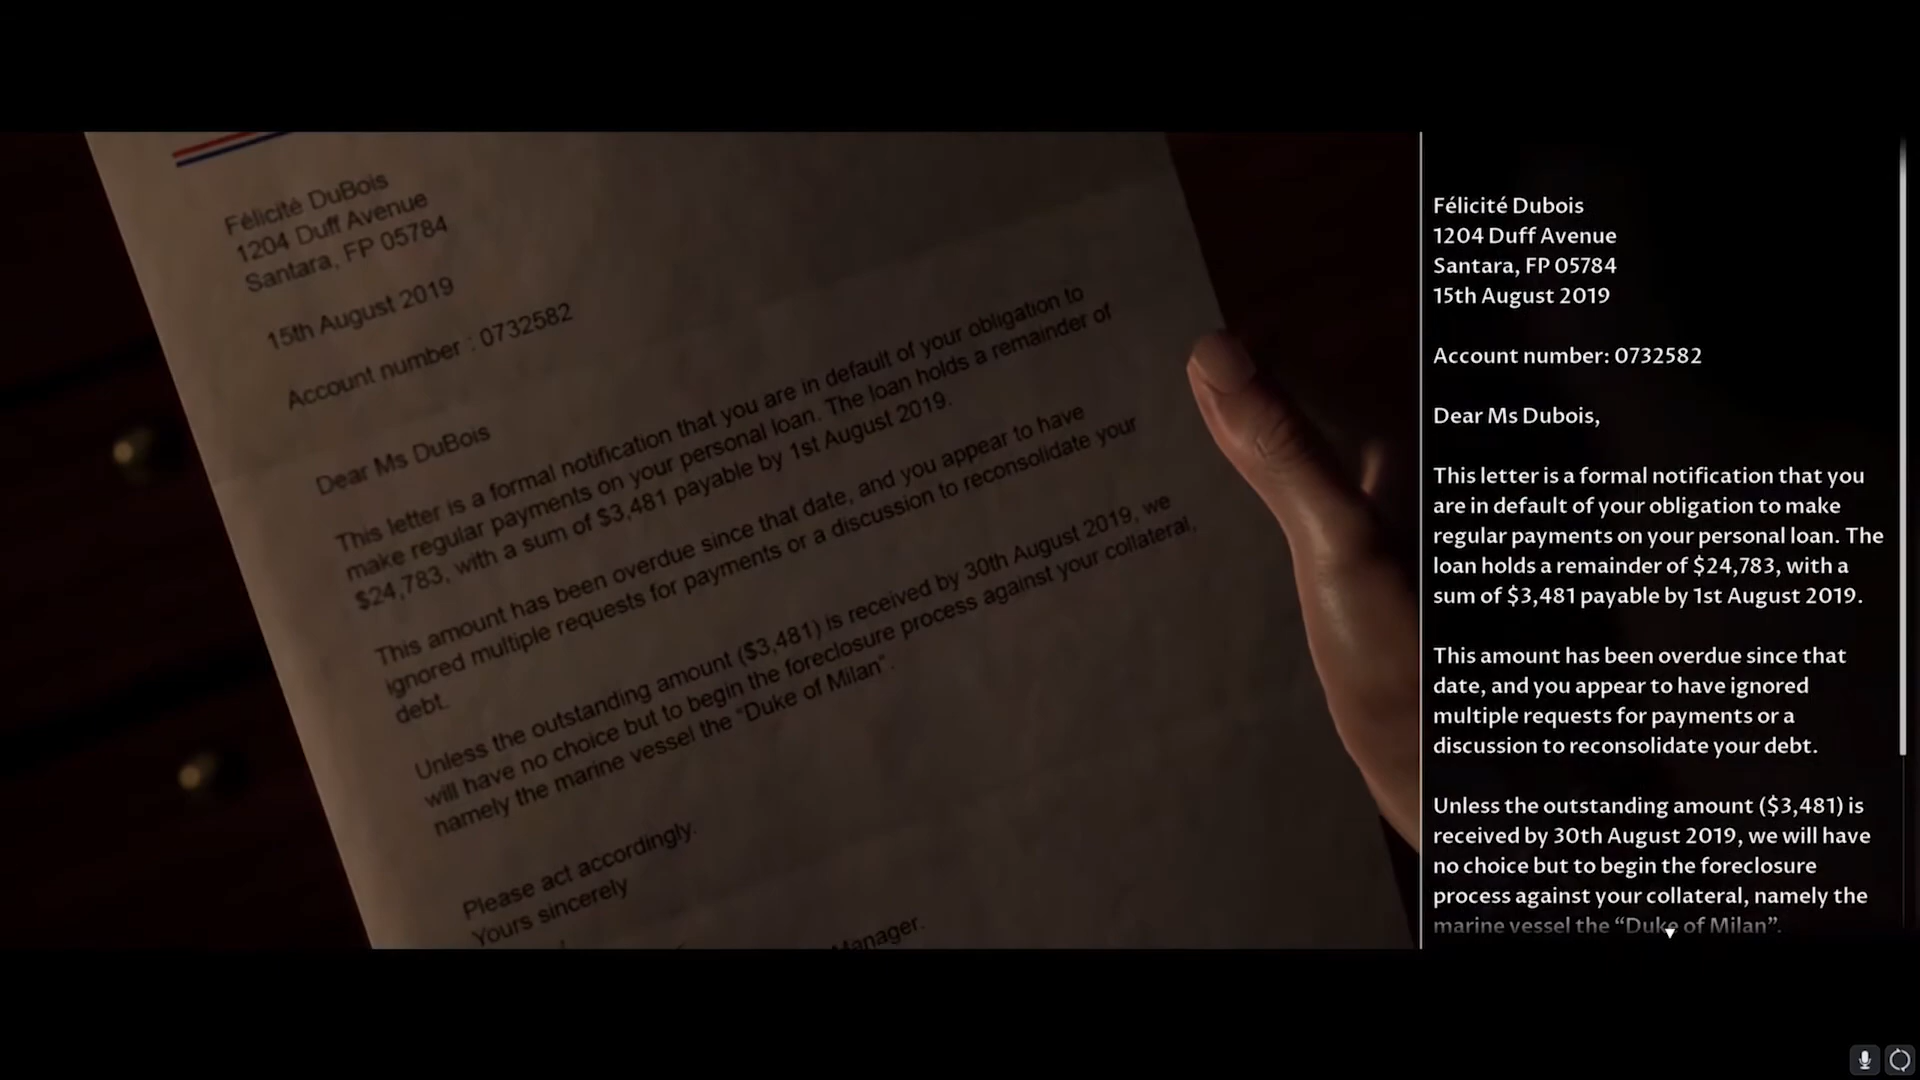 Félicité DuBois
1204 Duff Avenue
Santara, FP 05784
15th August 2019
Account number : 0732582
Dear Ms DuBois
This letter is a formal notification that you are in default of your obligation to
make regular payments on your personal loan. The loan holds a remainder of
$24,783, with a sum of $3,481 payable by 1st August 2019.
This amount has been overdue since that date, and you appear to have
ignored multiple requests for payments or a discussion to reconsolidate your
debt.
Unless the outstanding amount ($3,481) is received by 30th August 2019, we
will have no choice but to begin the foreclosure process against your collateral,
namely the marine vessel the “Duke of Milan”.
Please act accordingly.
Yours sincerely
Manager.
Félicité Dubois
1204 Duff Avenue
Santara, FP 05784
15th August 2019
Account number: 0732582
Dear Ms Dubois,
This letter is a formal notification that you
are in default of your obligation to make
regular payments on your personal loan. The
loan holds a remainder of $24,783, with a
sum of $3,481 payable by 1st August 2019.
This amount has been overdue since that
date, and you appear to have ignored
multiple requests for payments or a
discussion to reconsolidate your debt.
Unless the outstanding amount ($3,481) is
received by 30th August 2019, we will have
no choice but to begin the foreclosure
process against your collateral, namely the
marine vessel the “Duke of Milan”.